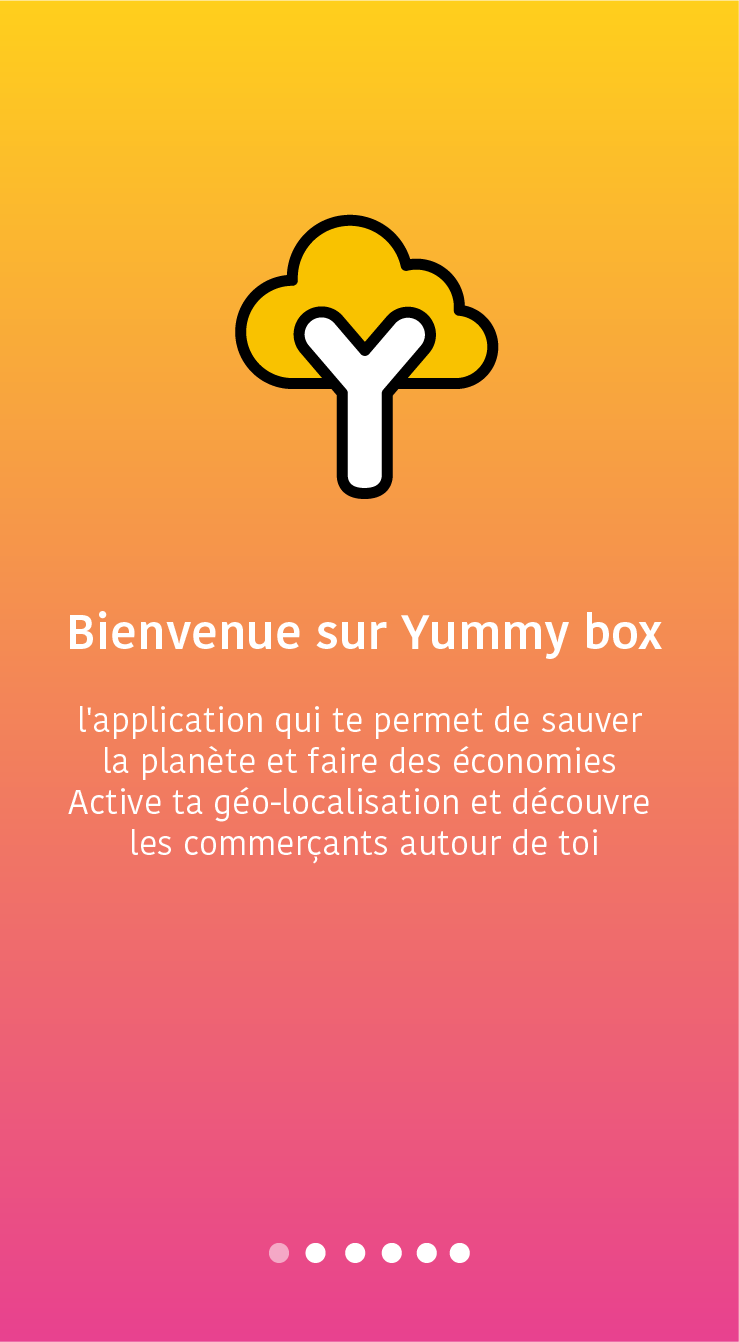 Y
Bienvenue sur Yummy box
l'application qui te permet de sauver
la planète et faire des économies
Active ta géo-localisation et découvre
les commerçants autour de toi